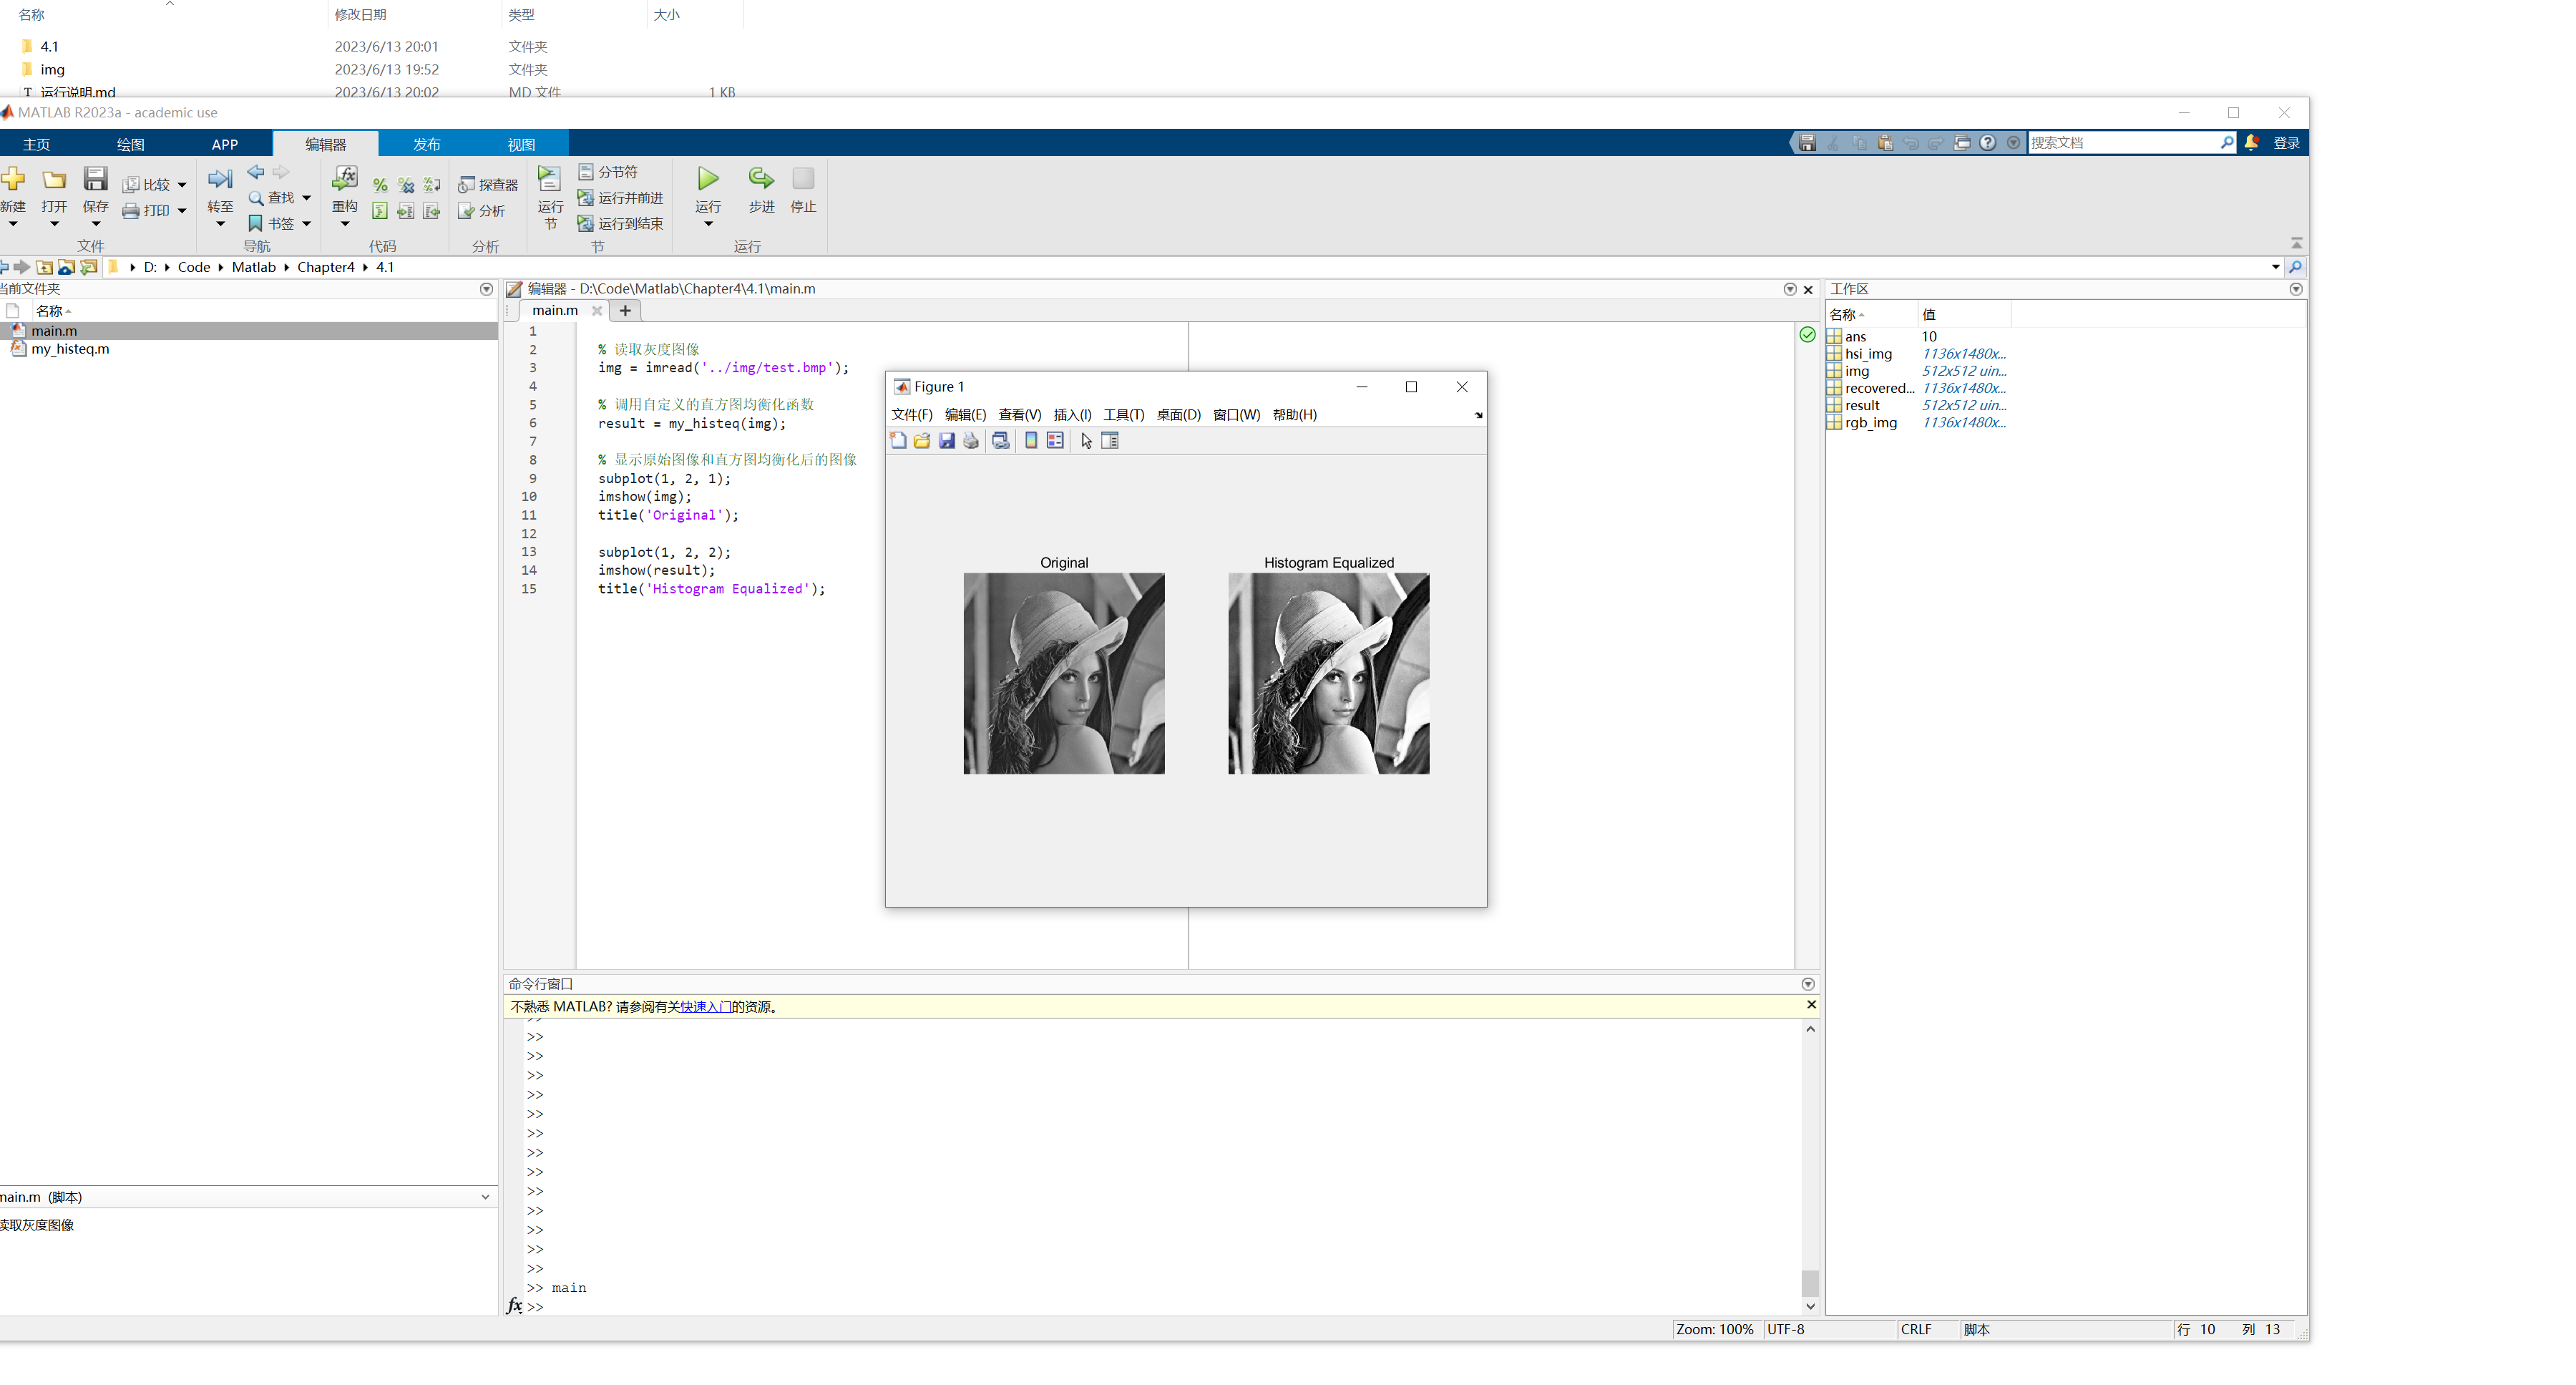 名称 修改日期 类型 大小
4.1 2023/6/13 20:01 文件夹
img 2023/6/13 19:52 文件夹
运行说明.md 2023/6/13 20:02 MD 文件 1 KB
MATLAB R2023a - academic use
主页 绘图 APP 编辑器 发布 视图 搜索文档 登录
新建 打开 保存 比较 打印 转至 查找 书签 重构 探查器 分析 运行节 分节符 运行并前进 运行到结束 运行 步进 停止
文件 导航 代码 分析 节 运行
D: Code Matlab Chapter4 4.1
当前文件夹
名称
main.m
my_histeq.m
main.m (脚本)
读取灰度图像
编辑器 - D:\Code\Matlab\Chapter4\4.1\main.m
main.m
1
2 % 读取灰度图像
3 img = imread('../img/test.bmp');
4
5 % 调用自定义的直方图均衡化函数
6 result = my_histeq(img);
7
8 % 显示原始图像和直方图均衡化后的图像
9 subplot(1, 2, 1);
10 imshow(img);
11 title('Original');
12
13 subplot(1, 2, 2);
14 imshow(result);
15 title('Histogram Equalized');
Figure 1
文件(F) 编辑(E) 查看(V) 插入(I) 工具(T) 桌面(D) 窗口(W) 帮助(H)
Original Histogram Equalized
命令行窗口
不熟悉 MATLAB? 请参阅有关快速入门的资源。
>>
>>
>>
>>
>>
>>
>>
>>
>>
>>
>>
>>
>>
>> main
fx >>
工作区
名称 值
ans 10
hsi_img 1136x1480x...
img 512x512 uin...
recovered... 1136x1480x...
result 512x512 uin...
rgb_img 1136x1480x...
Zoom: 100% UTF-8 CRLF 脚本 行 10 列 13